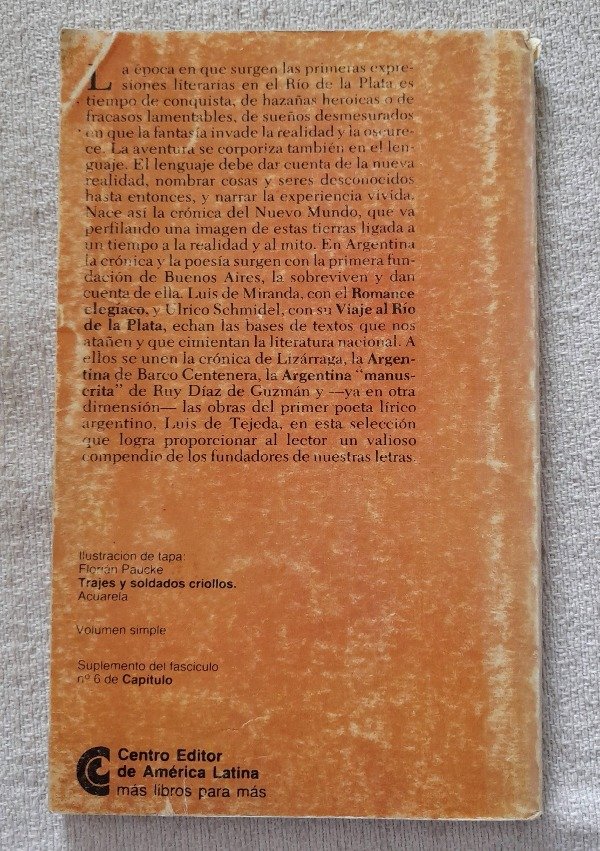 La época en que surgen las primeras expre-
siones literarias en el Río de la Plata es
tiempo de conquista, de hazañas heroicas o de
fracasos lamentables, de sueños desmesurados
en que la fantasía invade la realidad y la oscure-
ce. La aventura se corporiza también en el len-
guaje. El lenguaje debe dar cuenta de la nueva
realidad, nombrar cosas y seres desconocidos
hasta entonces, y narrar la experiencia vivida.
Nace así la crónica del Nuevo Mundo, que va
perfilando una imagen de estas tierras ligada a
un tiempo a la realidad y al mito. En Argentina
la crónica y la poesía surgen con la primera fun-
dación de Buenos Aires, la sobreviven y dan
cuenta de ella. Luis de Miranda, con el Romance
elegíaco, y Ulrico Schmidel, con su Viaje al Río
de la Plata, echan las bases de textos que nos
atañen y que cimientan la literatura nacional. A
ellos se unen la crónica de Lizárraga, la Argen-
tina de Barco Centenera, la Argentina "manus-
crita" de Ruy Díaz de Guzmán y —ya en otra
dimensión— las obras del primer poeta lírico
argentino, Luis de Tejeda, en esta selección
que logra proporcionar al lector un valioso
compendio de los fundadores de nuestras letras.
Ilustración de tapa:
Florián Paucke
Trajes y soldados criollos.
Acuarela
Volumen simple
Suplemento del fascículo
nº 6 de Capítulo
Centro Editor
de América Latina
más libros para más